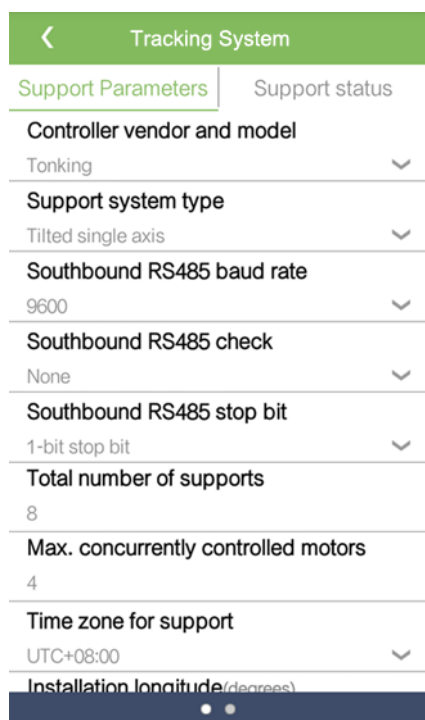 Tracking System
Support Parameters Support status
Controller vendor and model
Tonking
Support system type
Tilted single axis
Southbound RS485 baud rate
9600
Southbound RS485 check
None
Southbound RS485 stop bit
1-bit stop bit
Total number of supports
8
Max. concurrently controlled motors
4
Time zone for support
UTC+08:00
Installation longitude(degrees)